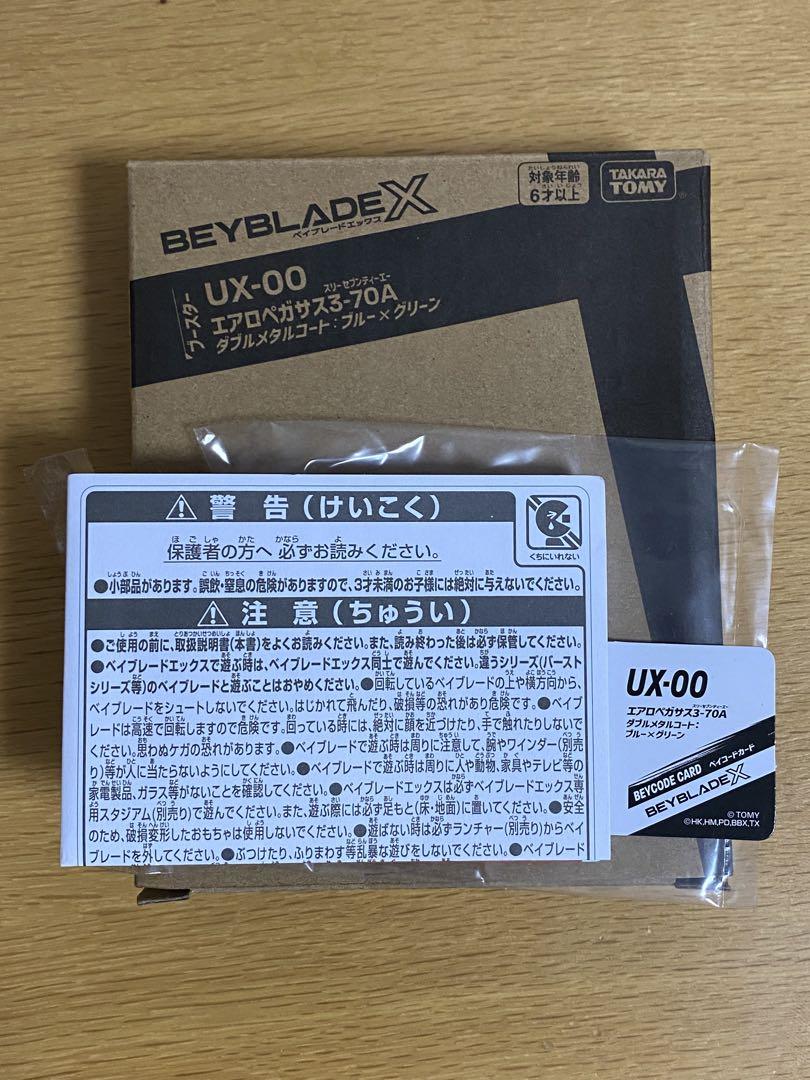 BEYBLADE X
ベイブレードエックス
たいしょうねんれい
対象年齢
さい いじょう
6才以上
TAKARA
TOMY
ブースター
UX-00
スリーセブンティーエー
エアロペガサス3-70A
ダブルメタルコート:ブルー×グリーン
警告(けいこく)
くちにいれない
ほごしゃ かた かなら よ
保護者の方へ 必ずお読みください。
●小部品があります。誤飲・窒息の危険がありますので、3才未満のお子様には絶対に与えないでください。
注意(ちゅうい)
●ご使用の前に、取扱説明書(本書)をよくお読みください。また、読み終わった後は必ず保管してください。
●ベイブレードエックスで遊ぶ時は、ベイブレードエックス同士で遊んでください。違うシリーズ(バースト
シリーズ等)のベイブレードと遊ぶことはおやめください。●回転しているベイブレードの上や横方向から、
ベイブレードをシュートしないでください。はじかれて飛んだり、破損等の恐れがあり危険です。●ベイブ
レードは高速で回転しますので危険です。回っている時には、絶対に顔を近づけたり、手で触れたりしないで
ください。思わぬケガの恐れがあります。●ベイブレードで遊ぶ時は周りに注意して、腕やワインダー(別売
り)等が人に当たらないようにしてください。●ベイブレードで遊ぶ時は周りに人や動物、家具やテレビ等の
家電製品、ガラス等がないことを確認してください。●ベイブレードエックスは必ずベイブレードエックス専
用スタジアム(別売り)で遊んでください。また、遊ぶ際には必ず足もと(床・地面)に置いてください。●安全
のため、破損変形したおもちゃは使用しないでください。●遊ばない時は必ずランチャー(別売り)からベイ
ブレードを外してください。●ぶつけたり、ふりまわす等乱暴な遊びをしないでください。●ベイブレード
UX-00
スリーセブンティーエー
エアロペガサス3-70A
ダブルメタルコート:
ブルー×グリーン
BEYCODE CARD ベイコードカード
BEYBLADE X
© TOMY
©HK,HM,PD,BBX,TX